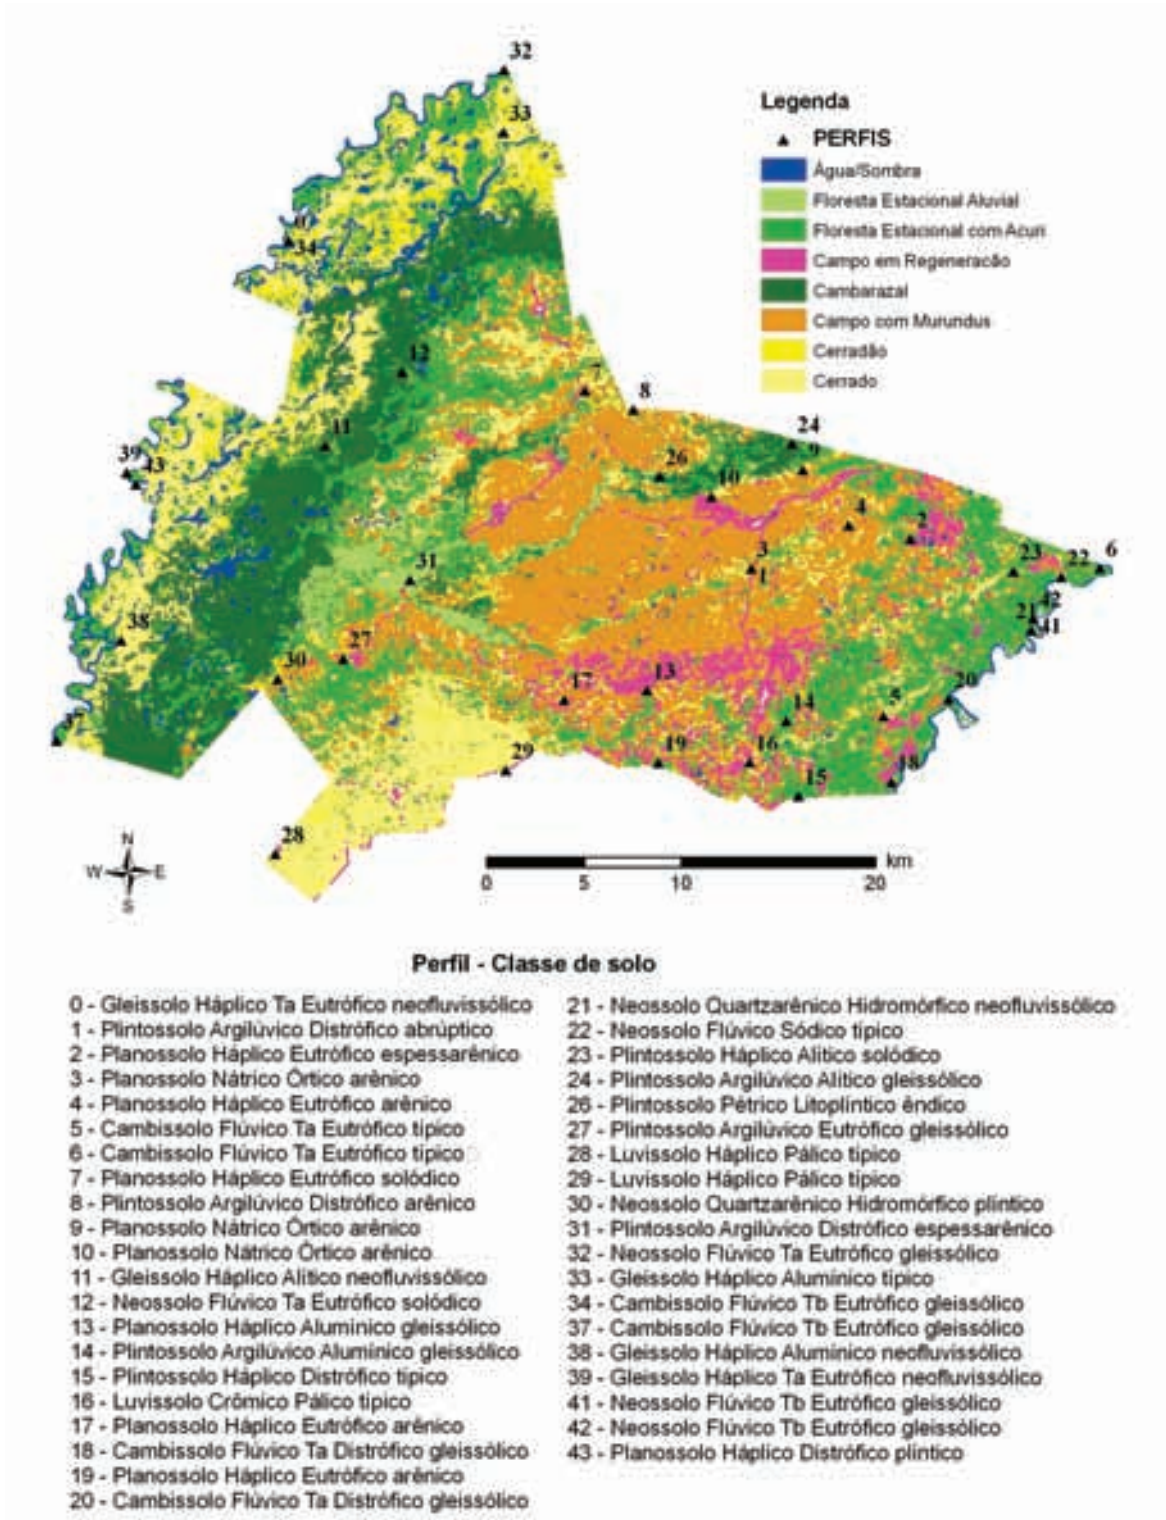 32
33
Legenda
PERFIS
Água/Sombra
Floresta Estacional Aluvial
Floresta Estacional com Acuri
Campo em Regeneracão
Cambarazal
Campo com Murundus
Cerradão
Cerrado
0
34
12
7
8
11
24
9
39
43
26
10
4
2
3
1
23
22
6
31
42
21
41
38
27
30
13
17
5
20
14
37
29
19
16
18
15
28
N
W
E
S
km
0 5 10 20
Perfil - Classe de solo
0 - Gleissolo Háplico Ta Eutrófico neofluvissólico
1 - Plintossolo Argilúvico Distrófico abrúptico
2 - Planossolo Háplico Eutrófico espessarênico
3 - Planossolo Nátrico Órtico arênico
4 - Planossolo Háplico Eutrófico arênico
5 - Cambissolo Flúvico Ta Eutrófico típico
6 - Cambissolo Flúvico Ta Eutrófico típico
7 - Planossolo Háplico Eutrófico solódico
8 - Plintossolo Argilúvico Distrófico arênico
9 - Planossolo Nátrico Órtico arênico
10 - Planossolo Nátrico Órtico arênico
11 - Gleissolo Háplico Alítico neofluvissólico
12 - Neossolo Flúvico Ta Eutrófico solódico
13 - Planossolo Háplico Alumínico gleissólico
14 - Plintossolo Argilúvico Alumínico gleissólico
15 - Plintossolo Háplico Distrófico típico
16 - Luvissolo Crômico Pálico típico
17 - Planossolo Háplico Eutrófico arênico
18 - Cambissolo Flúvico Ta Distrófico gleissólico
19 - Planossolo Háplico Eutrófico arênico
20 - Cambissolo Flúvico Ta Distrófico gleissólico
21 - Neossolo Quartzarênico Hidromórfico neofluvissólico
22 - Neossolo Flúvico Sódico típico
23 - Plintossolo Háplico Alítico solódico
24 - Plintossolo Argilúvico Alítico gleissólico
26 - Plintossolo Pétrico Litoplíntico êndico
27 - Plintossolo Argilúvico Eutrófico gleissólico
28 - Luvissolo Háplico Pálico típico
29 - Luvissolo Háplico Pálico típico
30 - Neossolo Quartzarênico Hidromórfico plíntico
31 - Plintossolo Argilúvico Distrófico espessarênico
32 - Neossolo Flúvico Ta Eutrófico gleissólico
33 - Gleissolo Háplico Alumínico típico
34 - Cambissolo Flúvico Tb Eutrófico gleissólico
37 - Cambissolo Flúvico Tb Eutrófico gleissólico
38 - Gleissolo Háplico Alumínico neofluvissólico
39 - Gleissolo Háplico Ta Eutrófico neofluvissólico
41 - Neossolo Flúvico Tb Eutrófico gleissólico
42 - Neossolo Flúvico Tb Eutrófico gleissólico
43 - Planossolo Háplico Distrófico plíntico